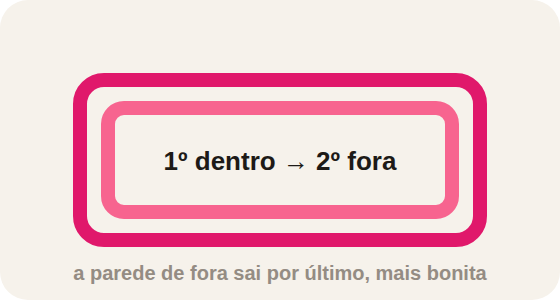 1º dentro → 2º fora
a parede de fora sai por último, mais bonita